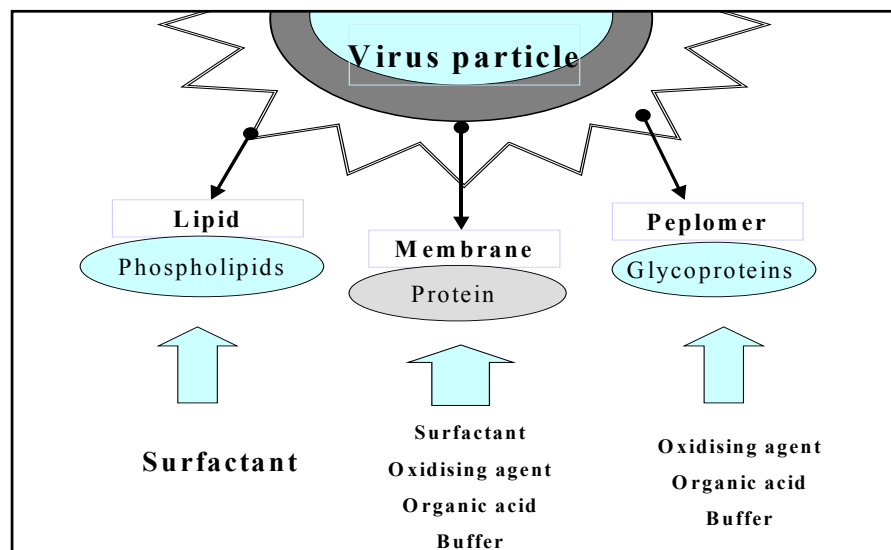 Virus particle
Lipid
Phospholipids
Surfactant
Membrane
Protein
Surfactant
Oxidising agent
Organic acid
Buffer
Peplomer
Glycoproteins
Oxidising agent
Organic acid
Buffer